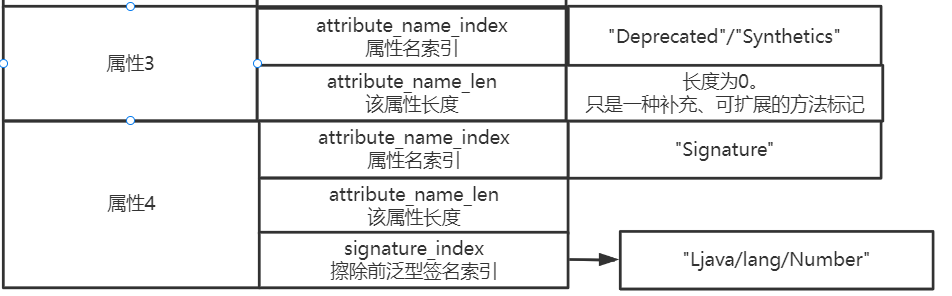 属性3
attribute_name_index
属性名索引
"Deprecated"/"Synthetics"
attribute_name_len
该属性长度
长度为0。
只是一种补充、可扩展的方法标记
属性4
attribute_name_index
属性名索引
"Signature"
attribute_name_len
该属性长度
signature_index
擦除前泛型签名索引
"Ljava/lang/Number"